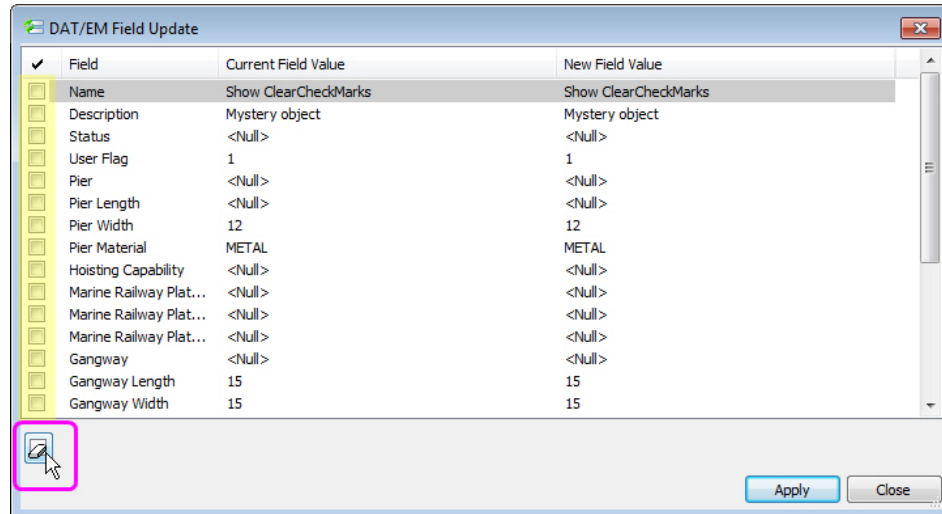 DAT/EM Field Update
✔ Field Current Field Value New Field Value
Name Show ClearCheckMarks Show ClearCheckMarks
Description Mystery object Mystery object
Status <Null> <Null>
User Flag 1 1
Pier <Null> <Null>
Pier Length <Null> <Null>
Pier Width 12 12
Pier Material METAL METAL
Hoisting Capability <Null> <Null>
Marine Railway Plat... <Null> <Null>
Marine Railway Plat... <Null> <Null>
Marine Railway Plat... <Null> <Null>
Gangway <Null> <Null>
Gangway Length 15 15
Gangway Width 15 15
Apply Close